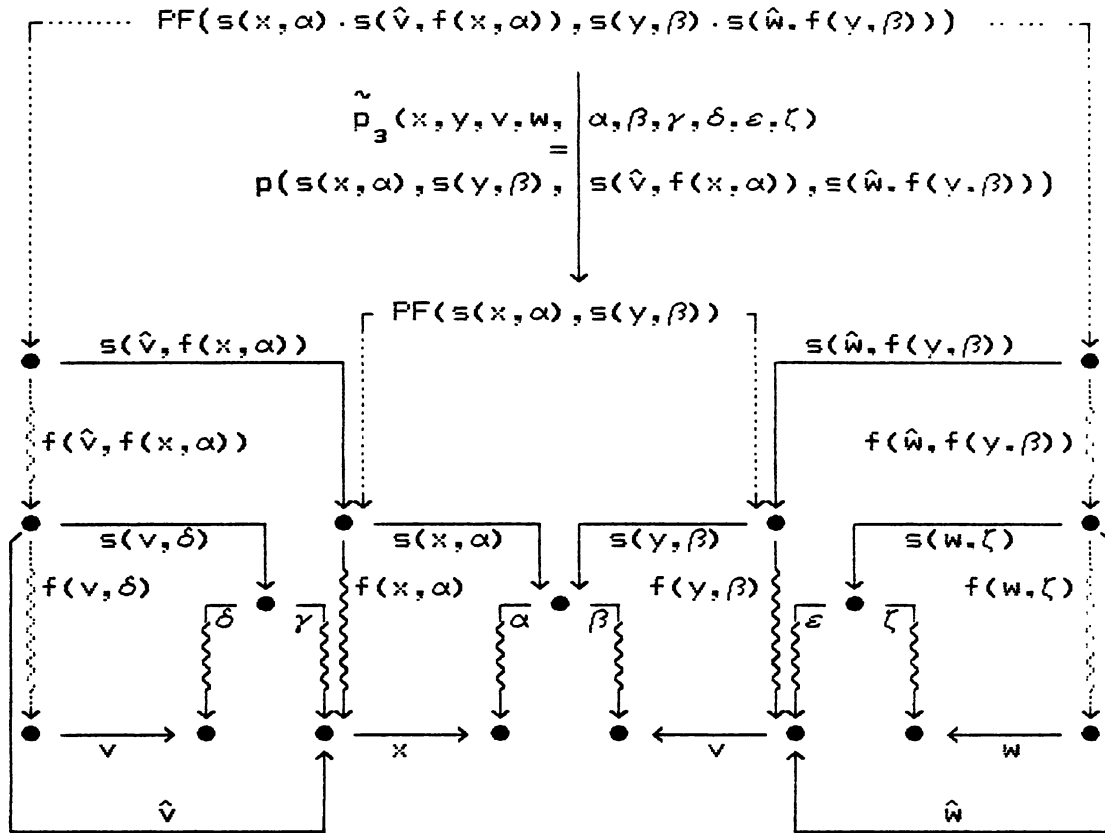 PF(s(x,α)·s(v̂,f(x,α)),s(y,β)·s(ŵ.f(y,β)))
p̃₃(x,y,v,w, α,β,γ,δ.ε.ζ)
=
p(s(x,α),s(y,β), s(v̂,f(x,α)),s(ŵ.f(y.β)))
PF(s(x,α),s(y,β))
s(v̂,f(x,α)) s(ŵ,f(y,β))
f(v̂,f(x,α)) f(ŵ,f(y.β))
s(v,δ) s(x,α) s(y,β) s(w.ζ)
f(v,δ) f(x,α) f(y,β) f(w,ζ)
δ γ α β ε ζ
v x v w
v̂ ŵ